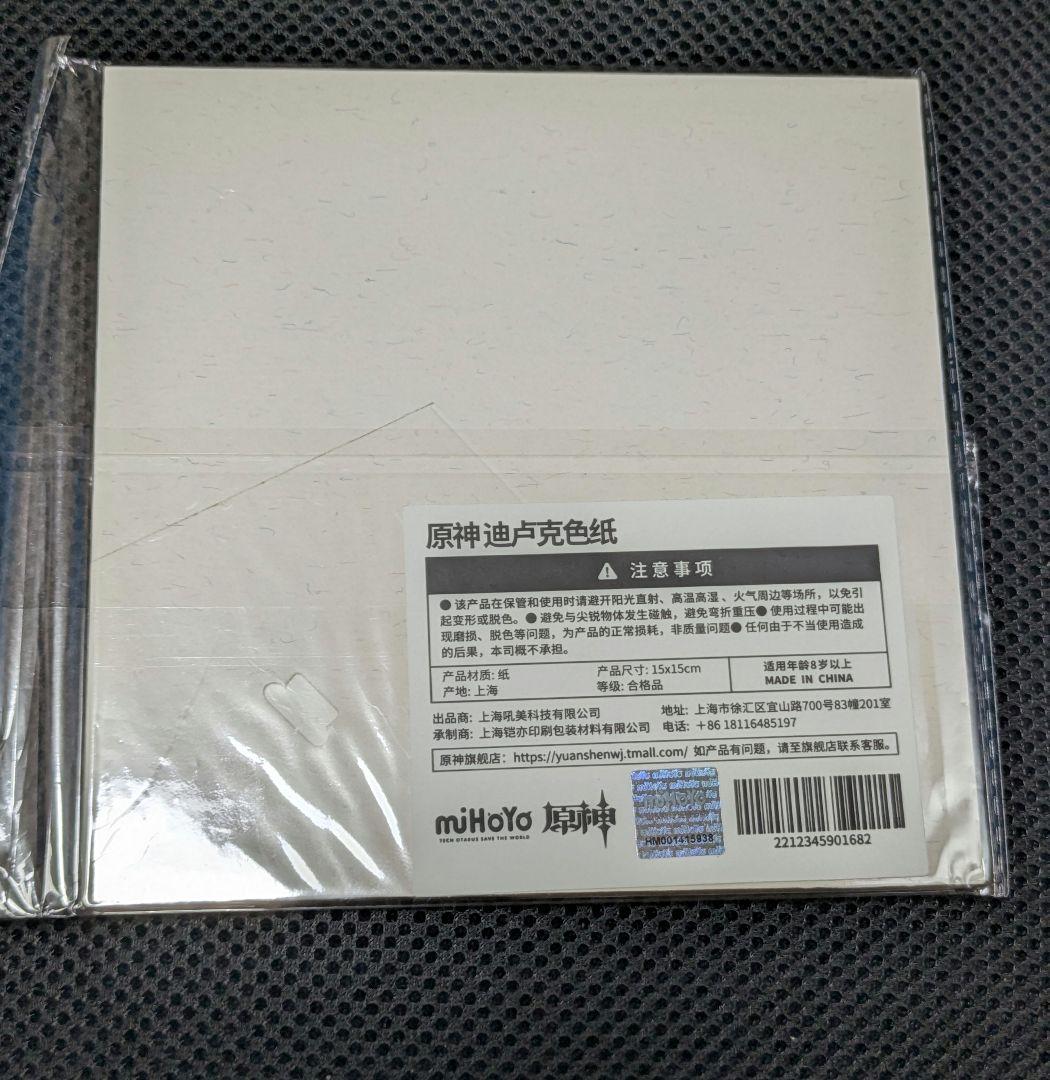 原神 迪卢克色纸
注意事项
● 该产品在保管和使用时请避开阳光直射、高温高湿、火气周边等场所，以免引
起变形或脱色。● 避免与尖锐物体发生碰触，避免弯折重压● 使用过程中可能出
现磨损、脱色等问题，为产品的正常损耗，非质量问题● 任何由于不当使用造成
的后果，本司概不承担。
产品材质: 纸 产品尺寸: 15x15cm 适用年龄8岁以上
产地: 上海 等级: 合格品 MADE IN CHINA
出品商: 上海吼美科技有限公司 地址: 上海市徐汇区宜山路700号83幢201室
承制商: 上海铠亦印刷包装材料有限公司 电话: +86 18116485197
原神旗舰店: https://yuanshenwj.tmall.com/ 如产品有问题，请至旗舰店联系客服。
miHoYo 原神
TECH OTAKUS SAVE THE WORLD
HM001415938
2212345901682